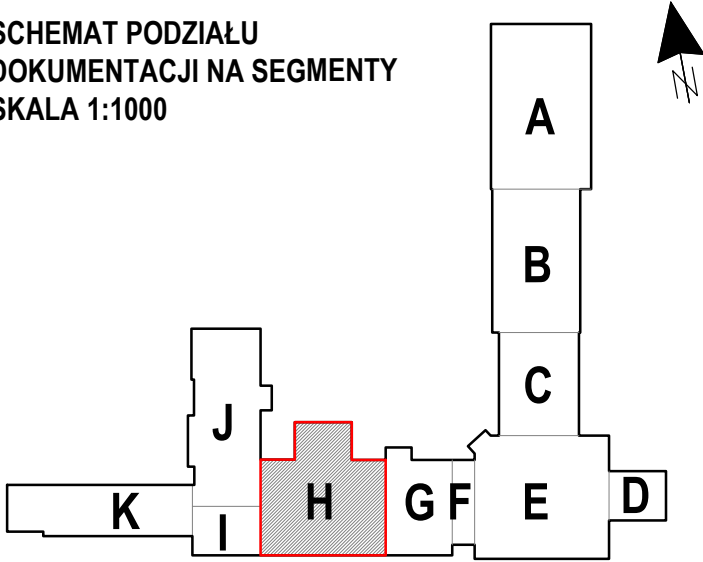 SCHEMAT PODZIAŁU
DOKUMENTACJI NA SEGMENTY
SKALA 1:1000
N
A
B
C
J
H
G
F
E
D
K
I